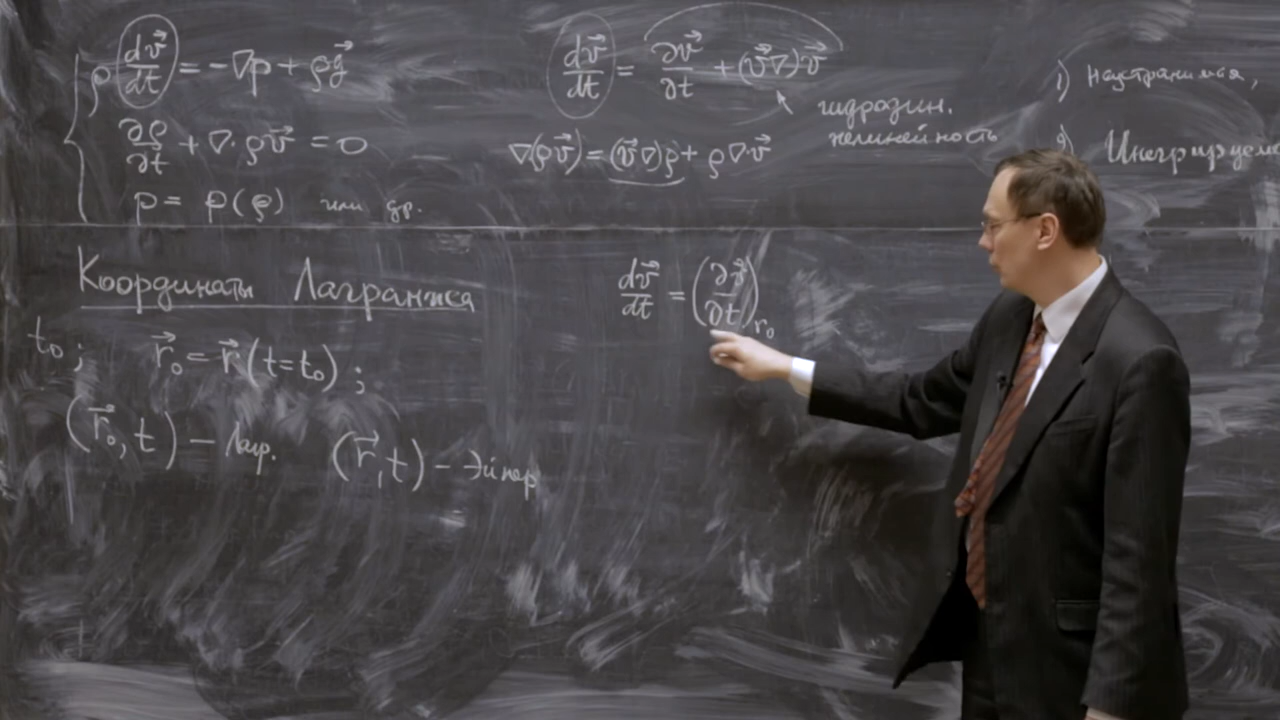 ρ dv⃗/dt = -∇p + ρg⃗
∂ρ/∂t + ∇·ρv⃗ = 0
p = p(ρ) или др.
dv⃗/dt = ∂v⃗/∂t + (v⃗∇)v⃗
гидродин.
нелинейность
∇(ρv⃗) = (v⃗∇)ρ + ρ∇·v⃗
1) Неустранимая,
2) Интегрируемо
Координаты Лагранжа
t₀; r⃗₀ = r⃗(t=t₀);
(r⃗₀, t) – Лагр. (r⃗, t) – Эйлер
dv⃗/dt = (∂v⃗/∂t)r₀